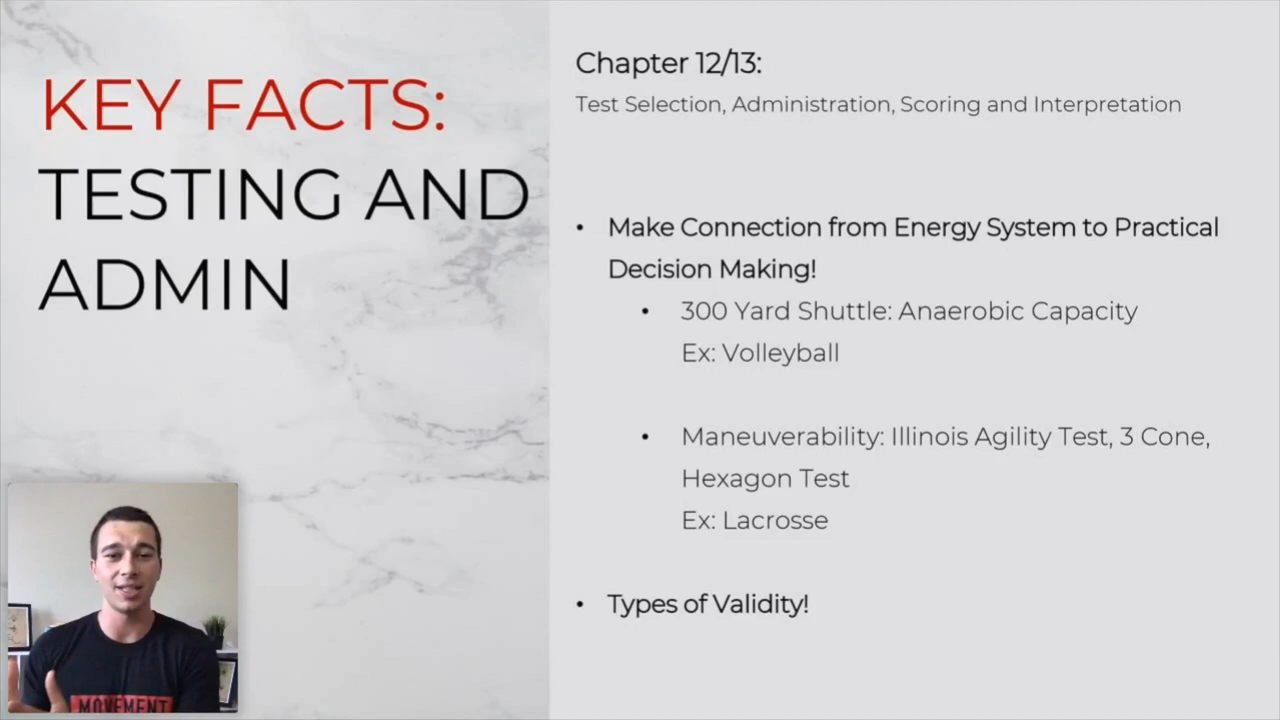 KEY FACTS:
TESTING AND
ADMIN
Chapter 12/13:
Test Selection, Administration, Scoring and Interpretation
• Make Connection from Energy System to Practical
Decision Making!
• 300 Yard Shuttle: Anaerobic Capacity
Ex: Volleyball
• Maneuverability: Illinois Agility Test, 3 Cone,
Hexagon Test
Ex: Lacrosse
• Types of Validity!
MOVEMENT